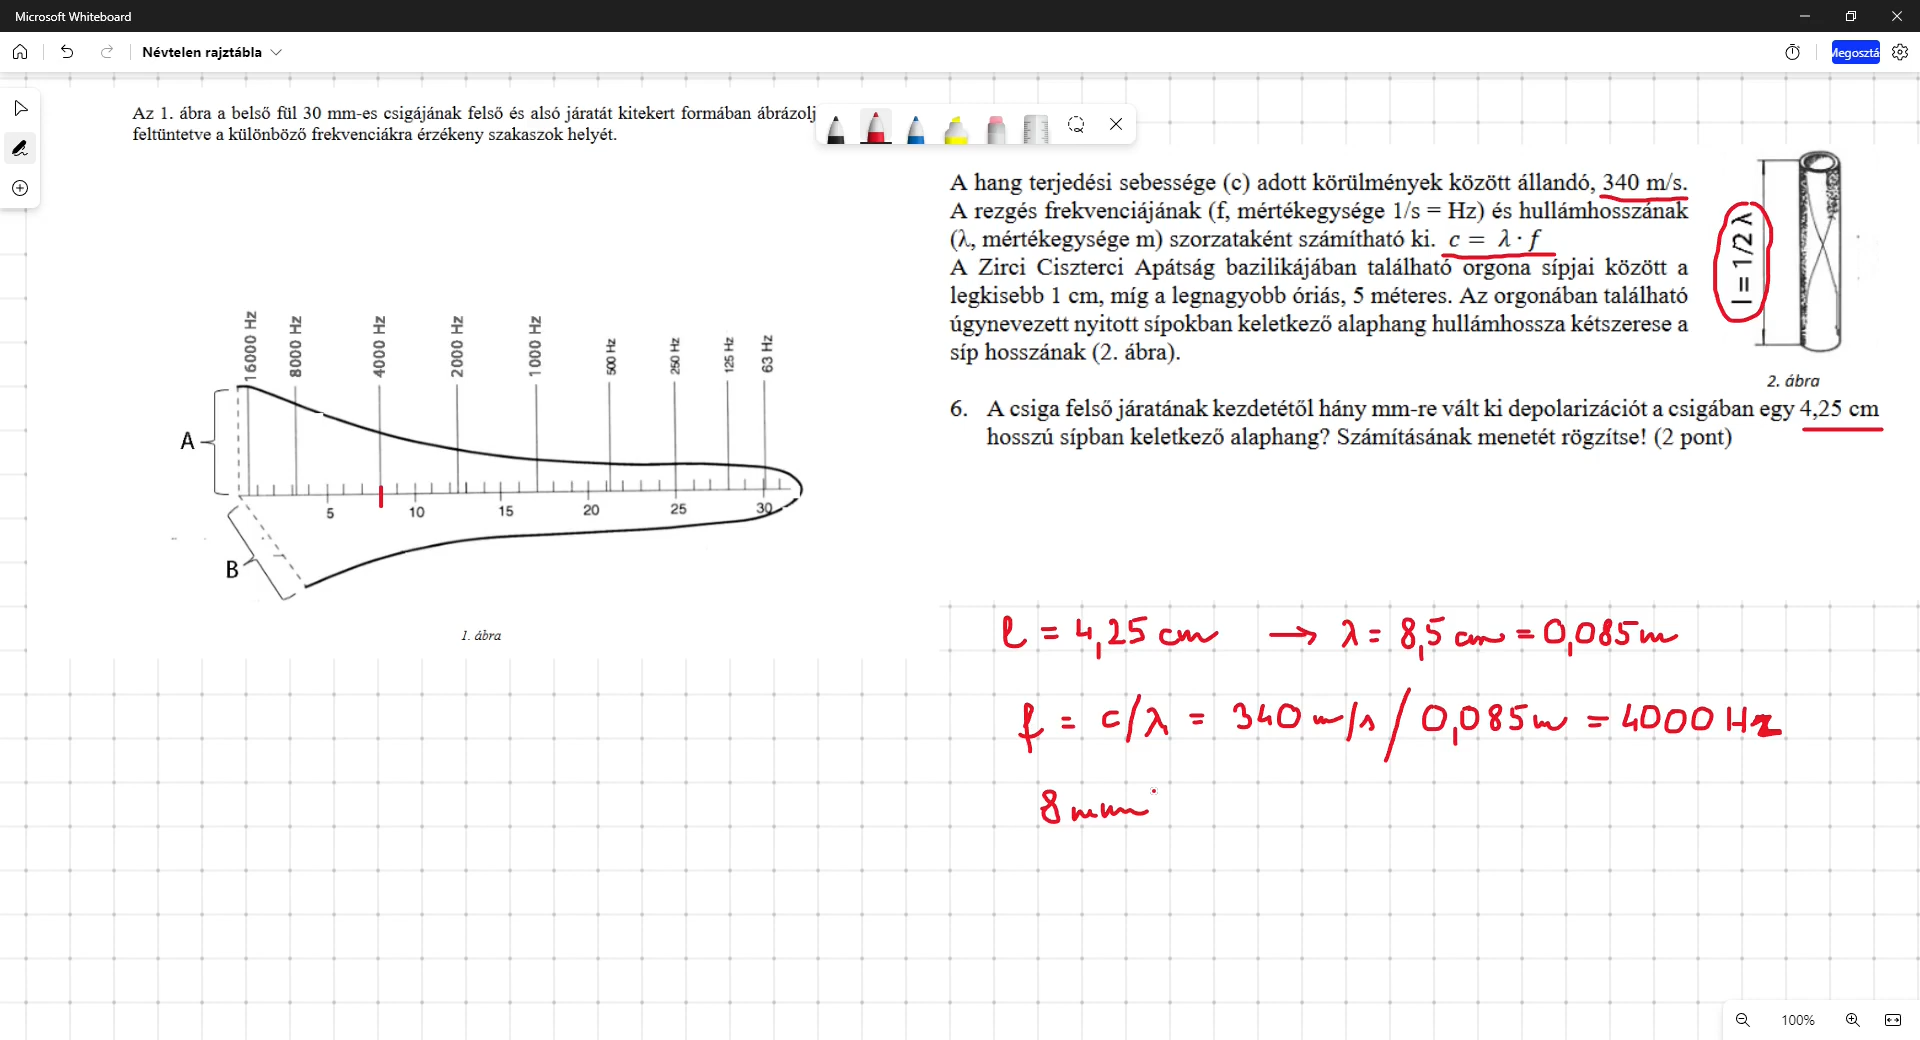 Microsoft Whiteboard
Névtelen rajztábla
Megosztá
Az 1. ábra a belső fül 30 mm-es csigájának felső és alsó járatát kitekert formában ábrázolj
feltüntetve a különböző frekvenciákra érzékeny szakaszok helyét.
16000 Hz
8000 Hz
4000 Hz
2000 Hz
1000 Hz
500 Hz
250 Hz
125 Hz
63 Hz
A
5 10 15 20 25 30
B
1. ábra
A hang terjedési sebessége (c) adott körülmények között állandó, 340 m/s.
A rezgés frekvenciájának (f, mértékegysége 1/s = Hz) és hullámhosszának
(λ, mértékegysége m) szorzataként számítható ki. c = λ · f
A Zirci Ciszterci Apátság bazilikájában található orgona sípjai között a
legkisebb 1 cm, míg a legnagyobb óriás, 5 méteres. Az orgonában található
úgynevezett nyitott sípokban keletkező alaphang hullámhossza kétszerese a
síp hosszának (2. ábra).
l = 1/2 λ
2. ábra
6. A csiga felső járatának kezdetétől hány mm-re vált ki depolarizációt a csigában egy 4,25 cm
hosszú sípban keletkező alaphang? Számításának menetét rögzítse! (2 pont)
l = 4,25 cm → λ = 8,5 cm = 0,085 m
f = c/λ = 340 m/s / 0,085 m = 4000 Hz
8 mm
100%